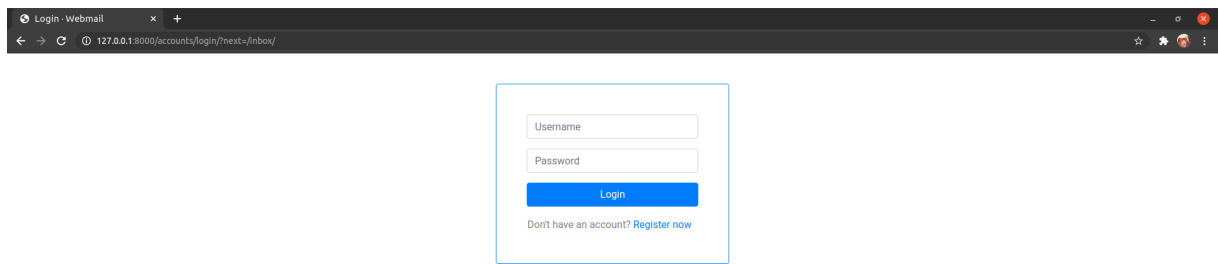 Login · Webmail
127.0.0.1:8000/accounts/login/?next=/inbox/
Username
Password
Login
Don't have an account? Register now